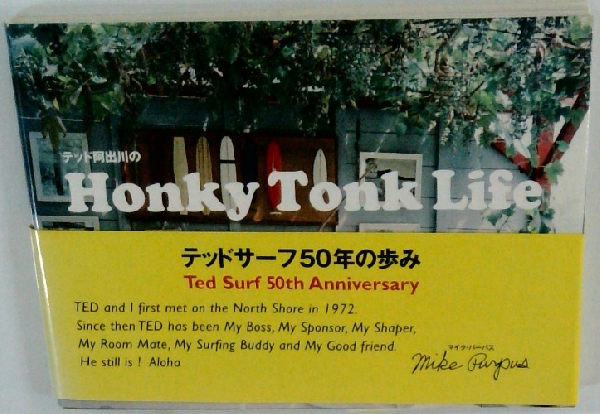 テッド阿出川の
Honky Tonk Life
テッドサーフ50年の歩み
Ted Surf 50th Anniversary
TED and I first met on the North Shore in 1972.
Since then TED has been My Boss, My Sponsor, My Shaper,
My Room Mate, My Surfing Buddy and My Good friend.
He still is ! Aloha
マイク・パーパス
Mike Purpus